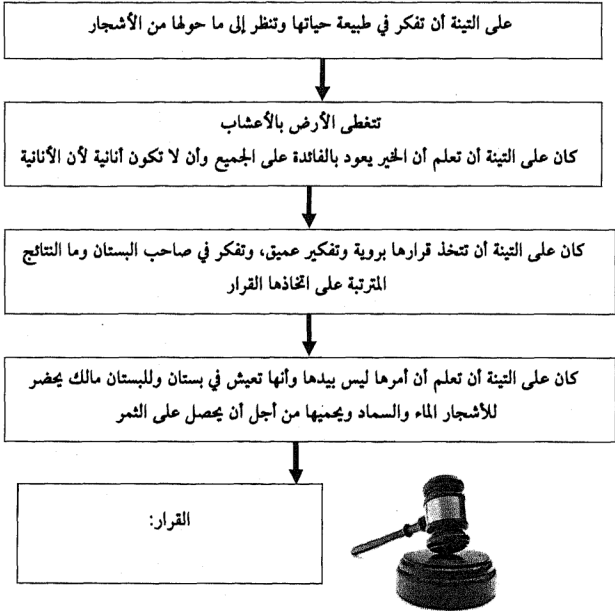 على التينة أن تفكر في طبيعة حياتها وتنظر إلى ما حولها من الأشجار
تتغطى الأرض بالأعشاب
كان على التينة أن تعلم أن الخير يعود بالفائدة على الجميع وأن لا تكون أنانية لأن الأنانية
كان على التينة أن تتخذ قرارها بروية وتفكير عميق، وتفكر في صاحب البستان وما النتائج
المترتبة على اتخاذها القرار
كان على التينة أن تعلم أن أمرها ليس بيدها وأنها تعيش في بستان وللبستان مالك يحضر
للأشجار الماء والسماد ويحميها من أجل أن يحصل على الثمر
القرار: